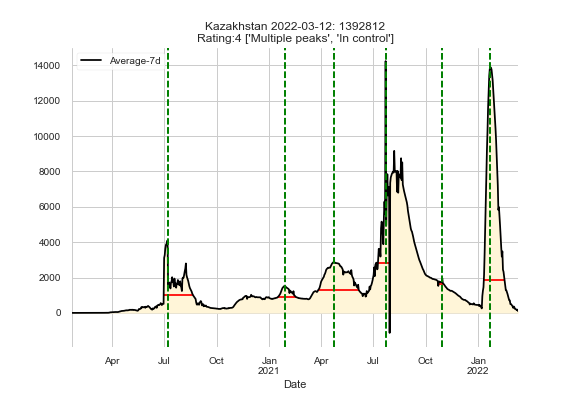 Kazakhstan 2022-03-12: 1392812
Rating:4 ['Multiple peaks', 'In control']
Average-7d
14000
12000
10000
8000
6000
4000
2000
0
Apr Jul Oct Jan Apr Jul Oct Jan
2021 2022
Date